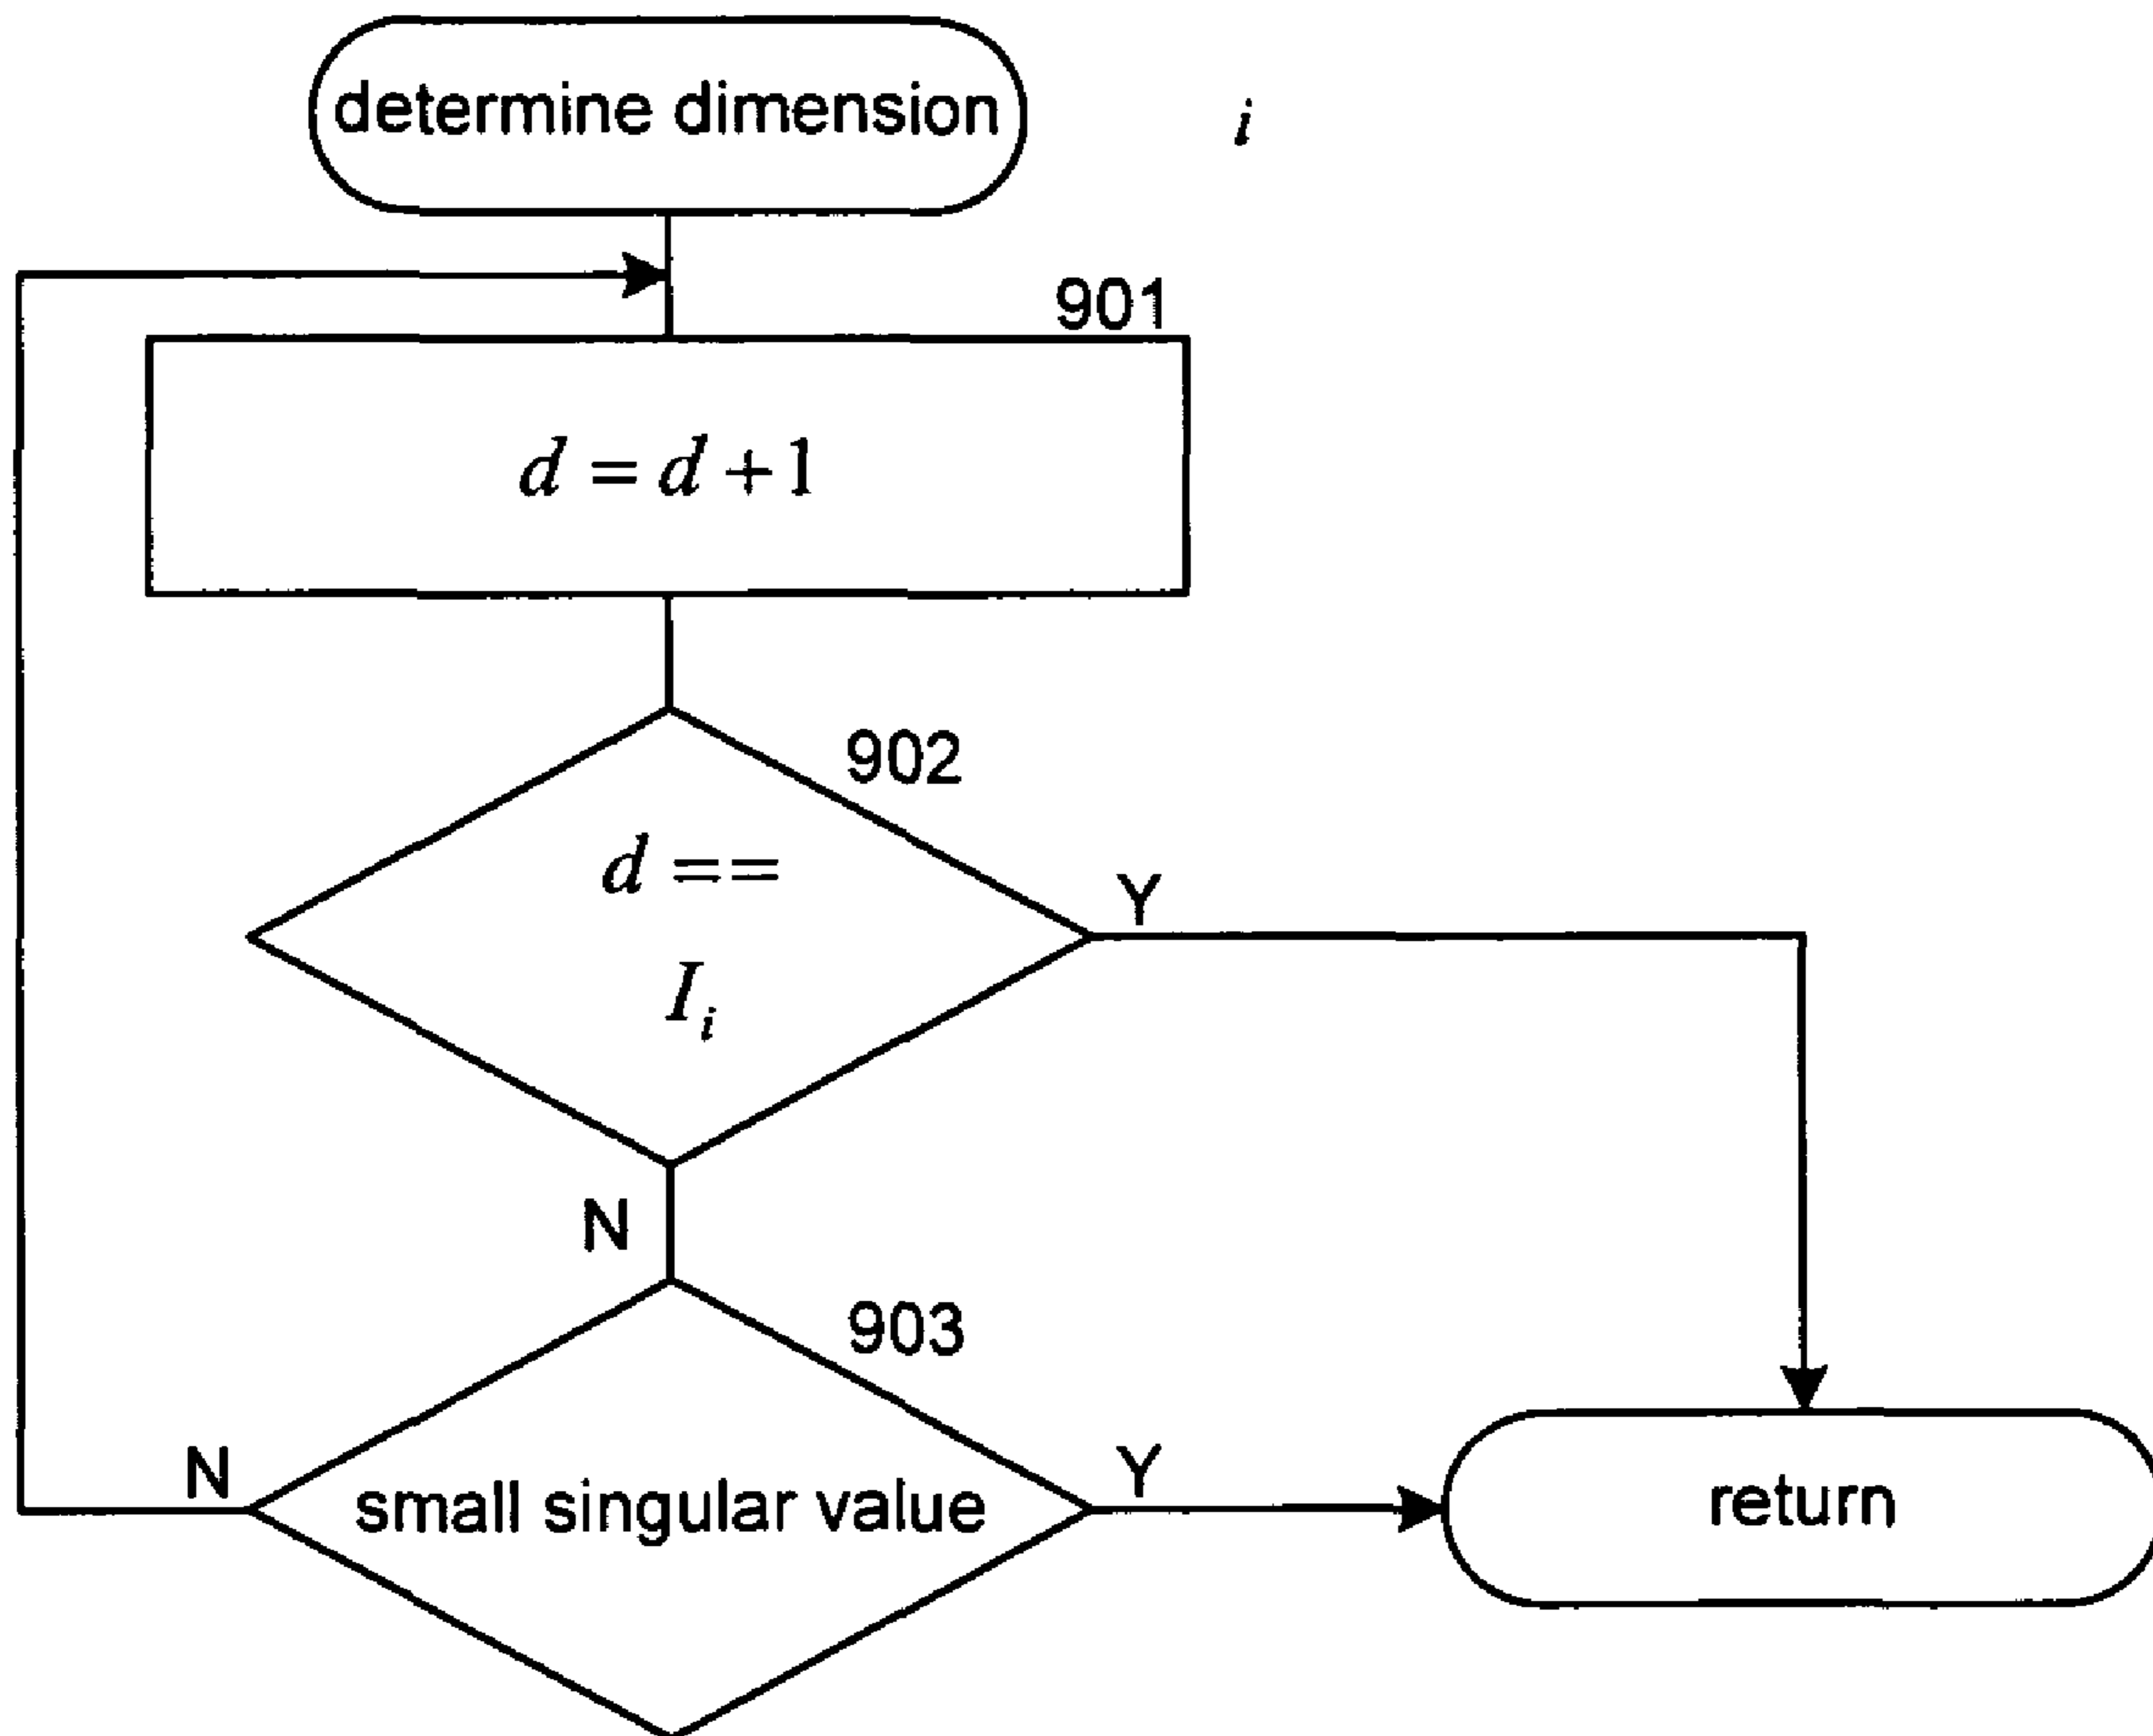 determine dimension
i
901
d = d + 1
902
d ==
I_i
Y
N
903
N
small singular value
Y
return